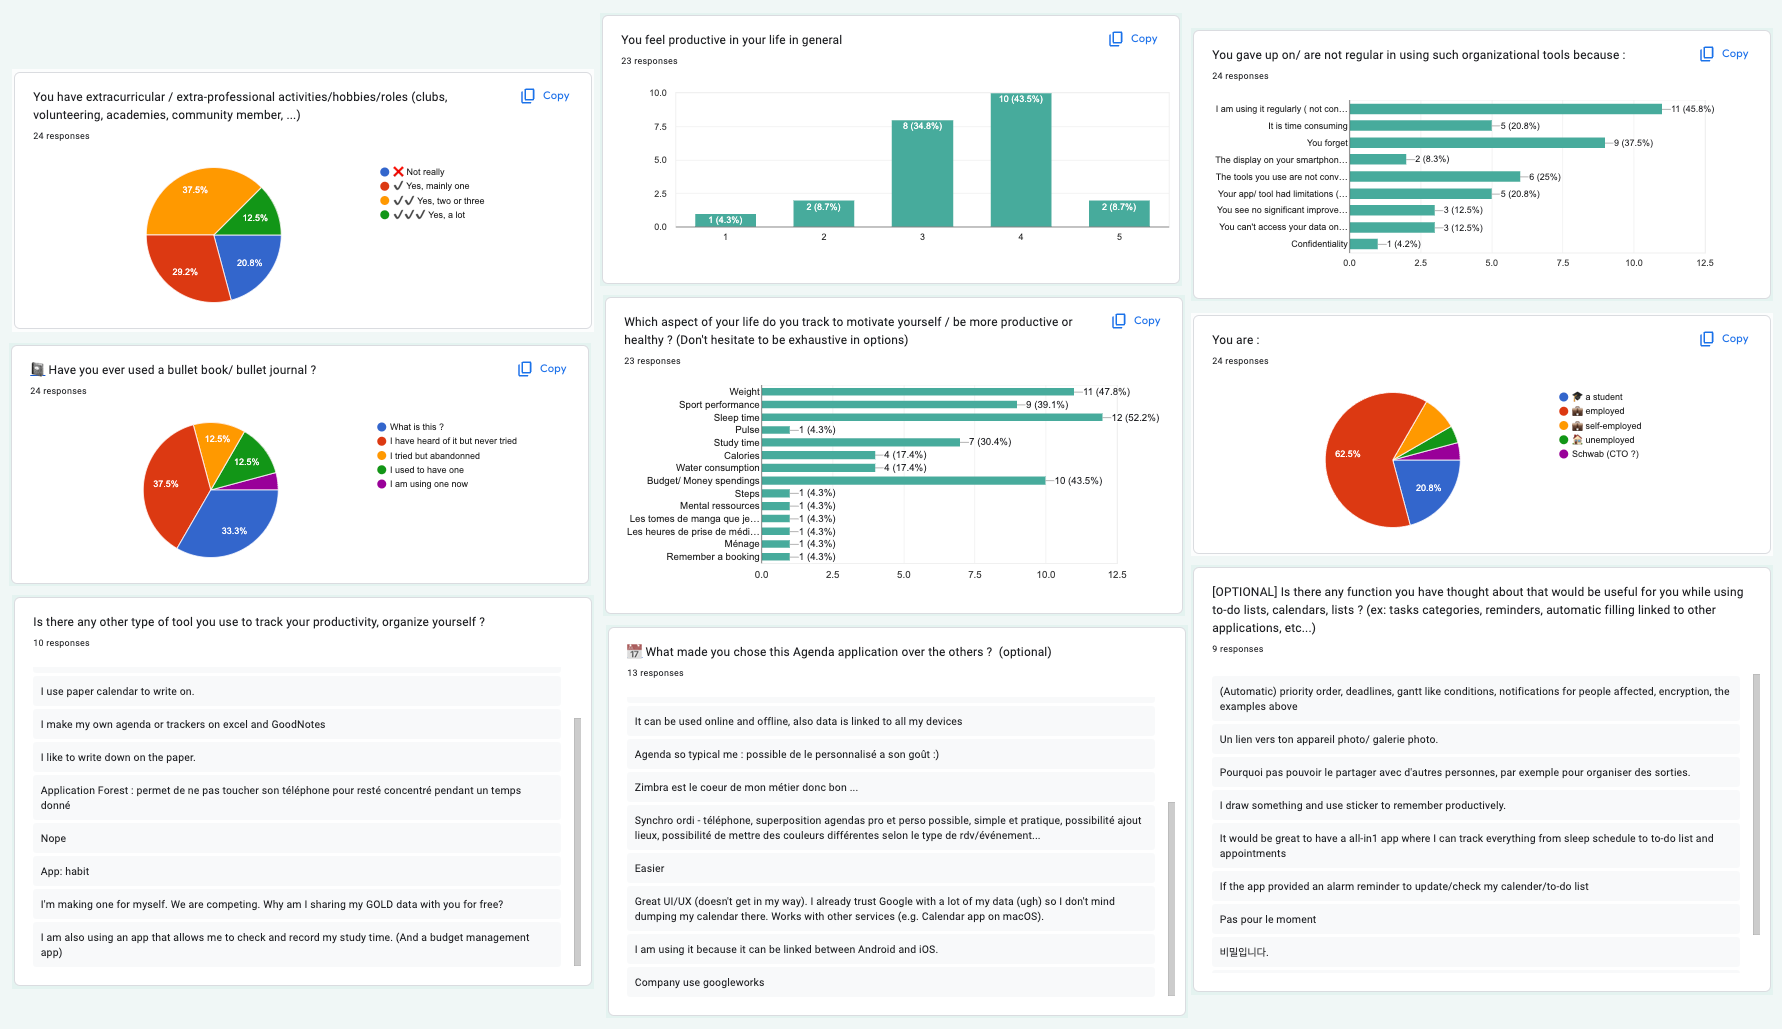 You have extracurricular / extra-professional activities/hobbies/roles (clubs,
volunteering, academies, community member, ...)
Copy
24 responses
37.5%
12.5%
29.2%
20.8%
Not really
Yes, mainly one
Yes, two or three
Yes, a lot
Have you ever used a bullet book/ bullet journal ?
Copy
24 responses
12.5%
12.5%
37.5%
33.3%
What is this ?
I have heard of it but never tried
I tried but abandonned
I used to have one
I am using one now
Is there any other type of tool you use to track your productivity, organize yourself ?
10 responses
I use paper calendar to write on.
I make my own agenda or trackers on excel and GoodNotes
I like to write down on the paper.
Application Forest : permet de ne pas toucher son téléphone pour resté concentré pendant un temps
donné
Nope
App: habit
I'm making one for myself. We are competing. Why am I sharing my GOLD data with you for free?
I am also using an app that allows me to check and record my study time. (And a budget management
app)
You feel productive in your life in general
Copy
23 responses
10.0
7.5
5.0
2.5
0.0
1 (4.3%)
2 (8.7%)
8 (34.8%)
10 (43.5%)
2 (8.7%)
1
2
3
4
5
Which aspect of your life do you track to motivate yourself / be more productive or
healthy ? (Don't hesitate to be exhaustive in options)
Copy
23 responses
Weight 11 (47.8%)
Sport performance 9 (39.1%)
Sleep time 12 (52.2%)
Pulse 1 (4.3%)
Study time 7 (30.4%)
Calories 4 (17.4%)
Water consumption 4 (17.4%)
Budget/ Money spendings 10 (43.5%)
Steps 1 (4.3%)
Mental ressources 1 (4.3%)
Les tomes de manga que je... 1 (4.3%)
Les heures de prise de médi... 1 (4.3%)
Ménage 1 (4.3%)
Remember a booking 1 (4.3%)
0.0 2.5 5.0 7.5 10.0 12.5
What made you chose this Agenda application over the others ? (optional)
13 responses
It can be used online and offline, also data is linked to all my devices
Agenda so typical me : possible de le personnalisé a son goût :)
Zimbra est le coeur de mon métier donc bon ...
Synchro ordi - téléphone, superposition agendas pro et perso possible, simple et pratique, possibilité ajout
lieux, possibilité de mettre des couleurs différentes selon le type de rdv/événement...
Easier
Great UI/UX (doesn't get in my way). I already trust Google with a lot of my data (ugh) so I don't mind
dumping my calendar there. Works with other services (e.g. Calendar app on macOS).
I am using it because it can be linked between Android and iOS.
Company use googleworks
You gave up on/ are not regular in using such organizational tools because :
Copy
24 responses
I am using it regularly ( not con... 11 (45.8%)
It is time consuming 5 (20.8%)
You forget 9 (37.5%)
The display on your smartphon... 2 (8.3%)
The tools you use are not conv... 6 (25%)
Your app/ tool had limitations (... 5 (20.8%)
You see no significant improve... 3 (12.5%)
You can't access your data on... 3 (12.5%)
Confidentiality 1 (4.2%)
0.0 2.5 5.0 7.5 10.0 12.5
You are :
Copy
24 responses
62.5%
20.8%
a student
employed
self-employed
unemployed
Schwab (CTO ?)
[OPTIONAL] Is there any function you have thought about that would be useful for you while using
to-do lists, calendars, lists ? (ex: tasks categories, reminders, automatic filling linked to other
applications, etc...)
9 responses
(Automatic) priority order, deadlines, gantt like conditions, notifications for people affected, encryption, the
examples above
Un lien vers ton appareil photo/ galerie photo.
Pourquoi pas pouvoir le partager avec d'autres personnes, par exemple pour organiser des sorties.
I draw something and use sticker to remember productively.
It would be great to have a all-in1 app where I can track everything from sleep schedule to to-do list and
appointments
If the app provided an alarm reminder to update/check my calender/to-do list
Pas pour le moment
비밀입니다.